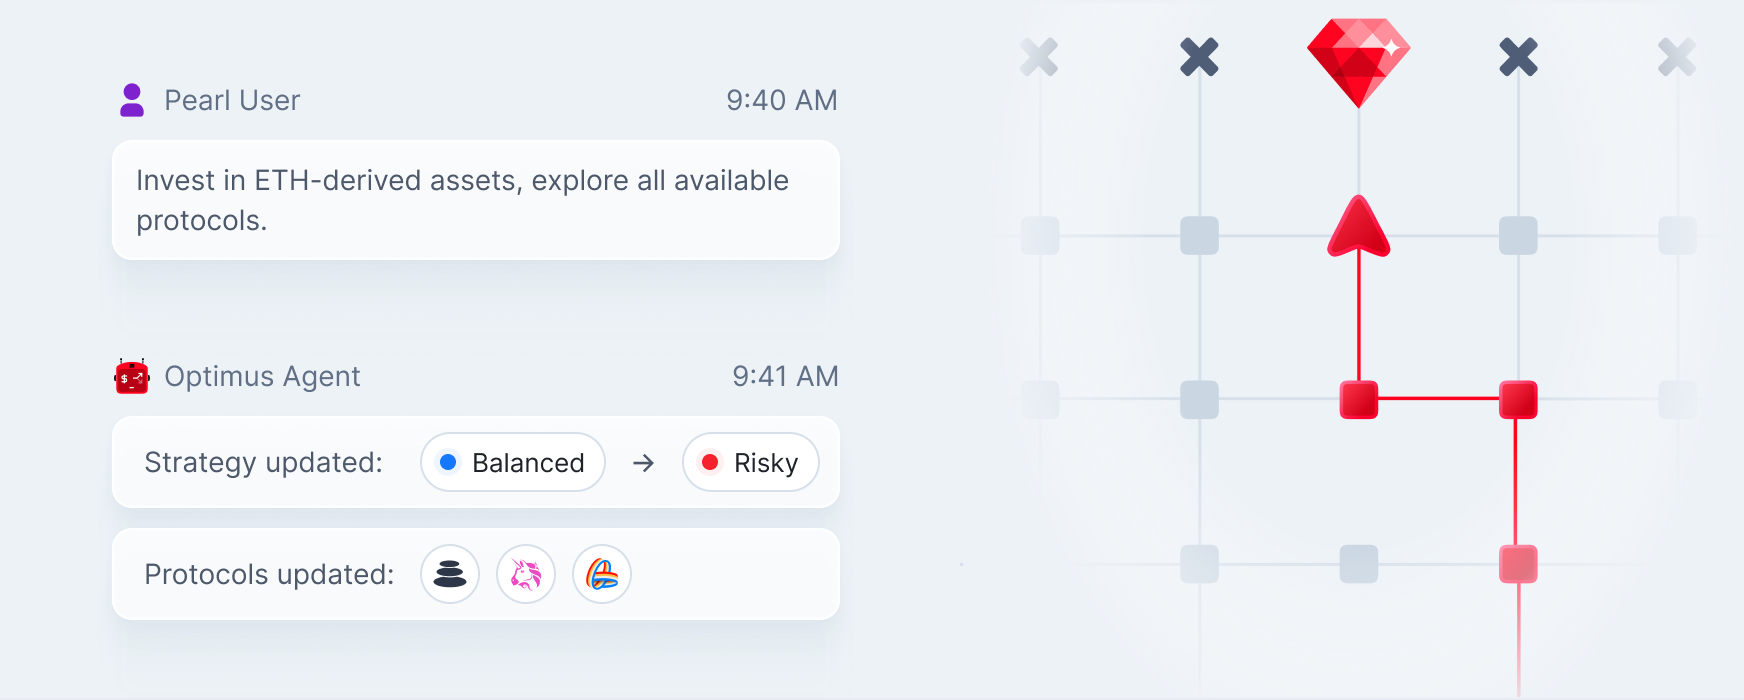 Pearl User 9:40 AM
Invest in ETH-derived assets, explore all available
protocols.
Optimus Agent 9:41 AM
Strategy updated: Balanced → Risky
Protocols updated: